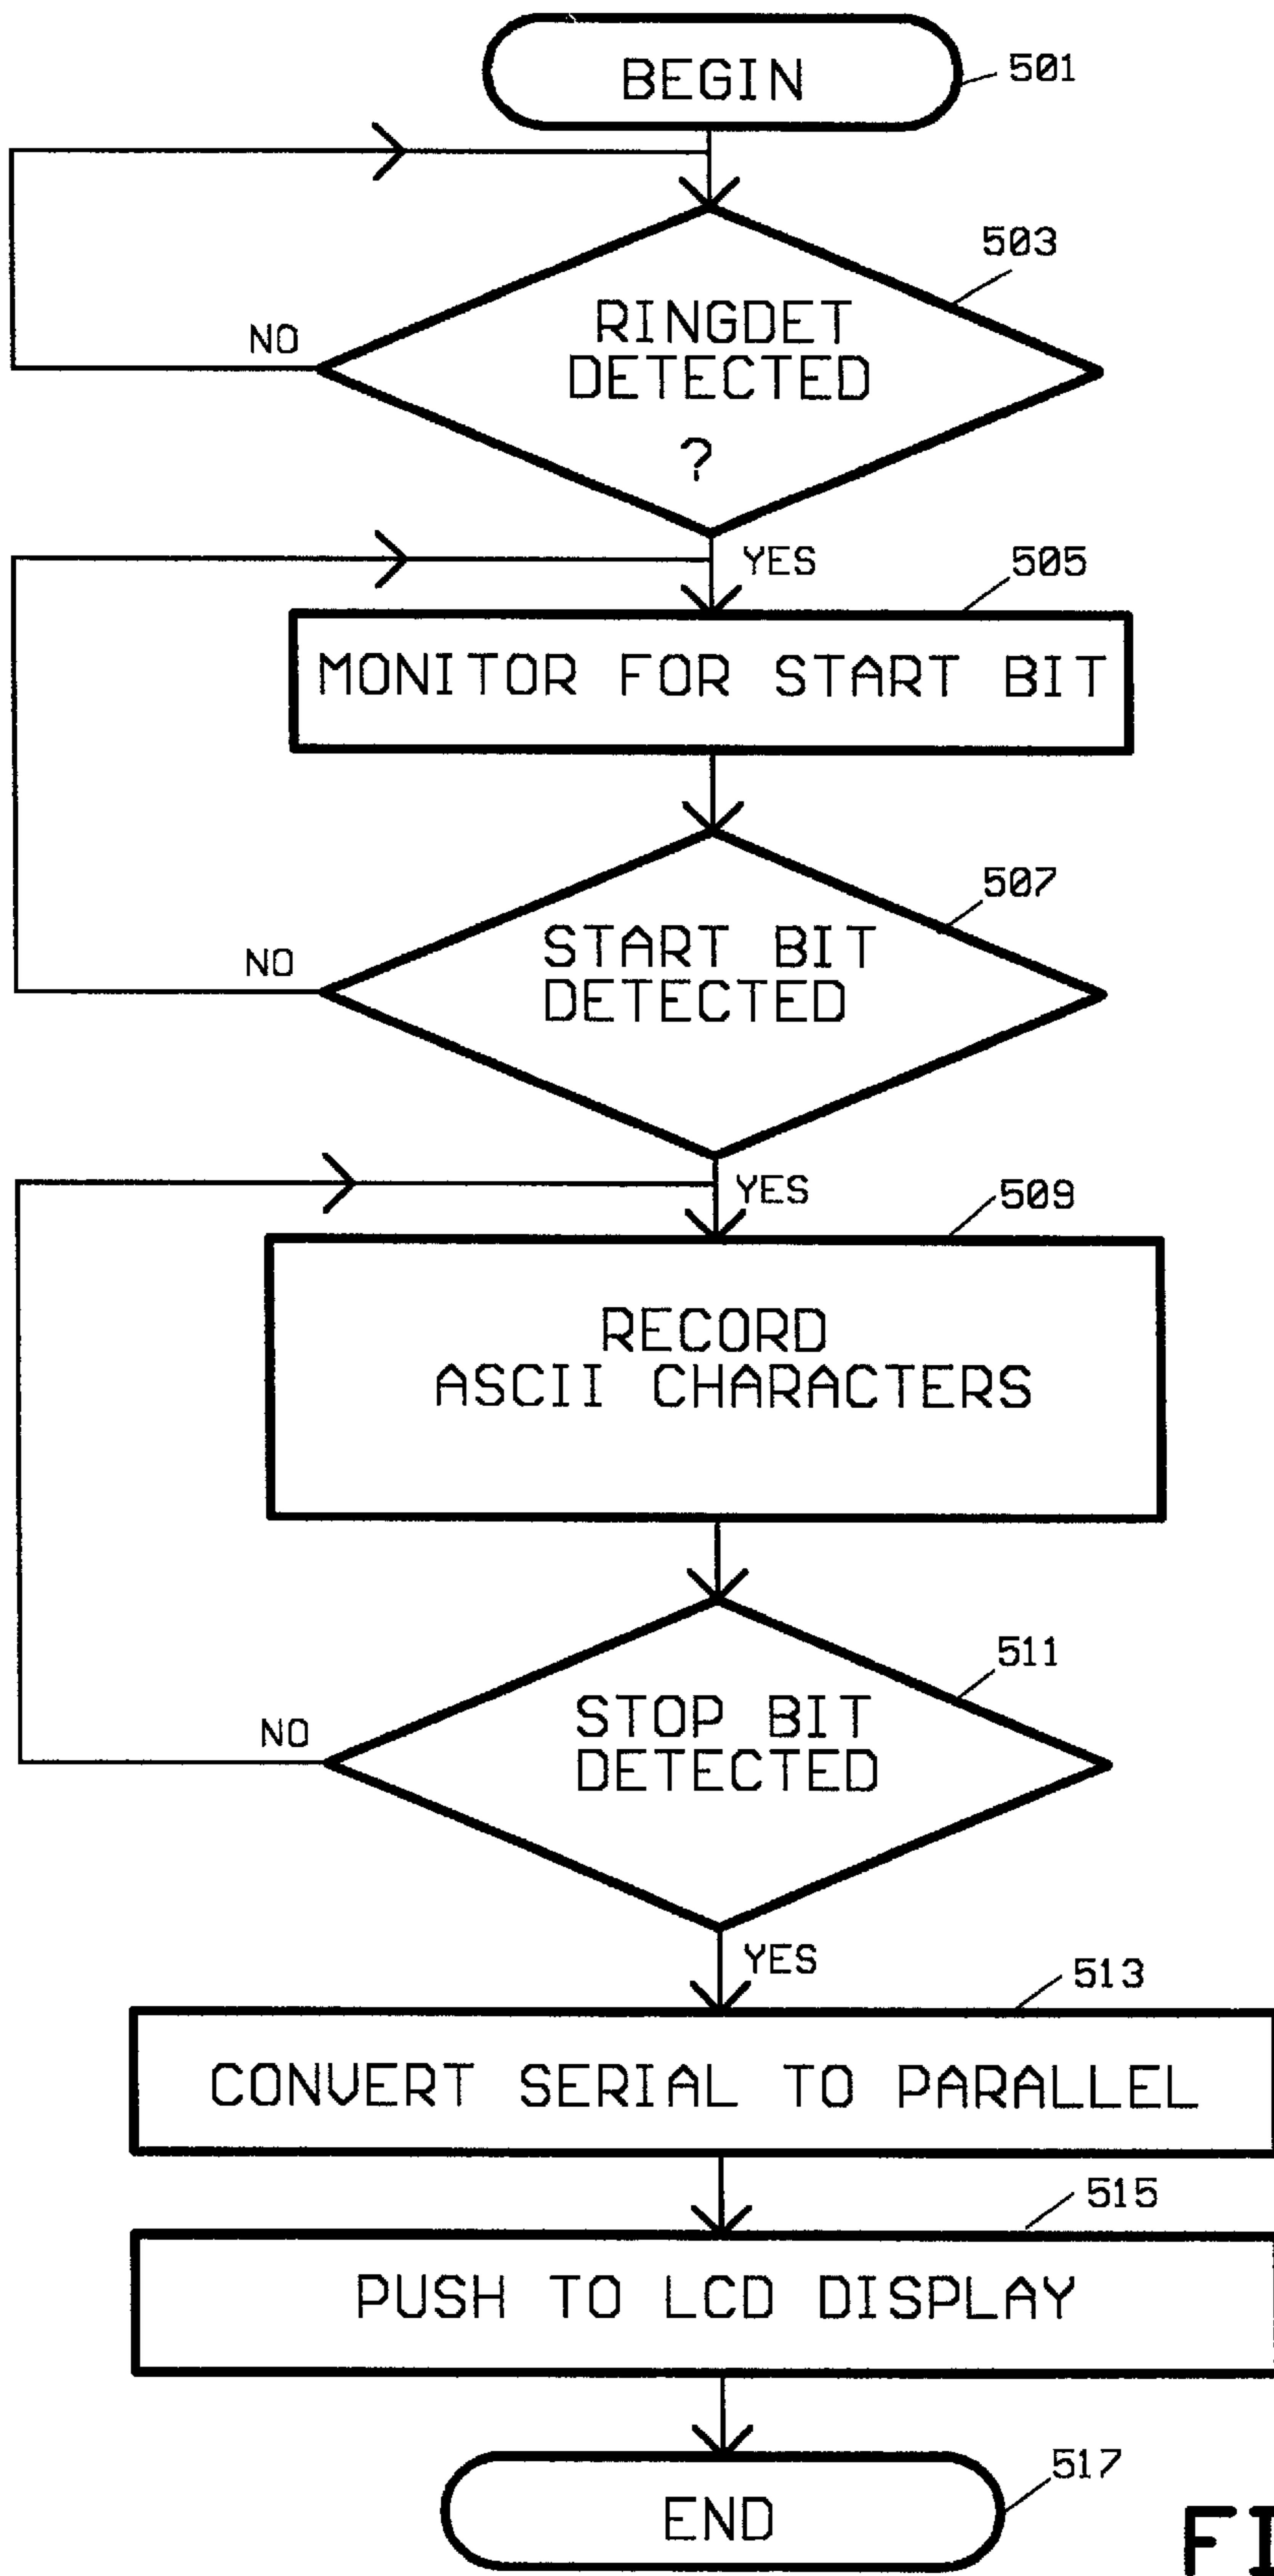 BEGIN
501
503
RINGDET
DETECTED
?
NO
YES
505
MONITOR FOR START BIT
507
START BIT
DETECTED
NO
YES
509
RECORD
ASCII CHARACTERS
511
STOP BIT
DETECTED
NO
YES
513
CONVERT SERIAL TO PARALLEL
515
PUSH TO LCD DISPLAY
517
END